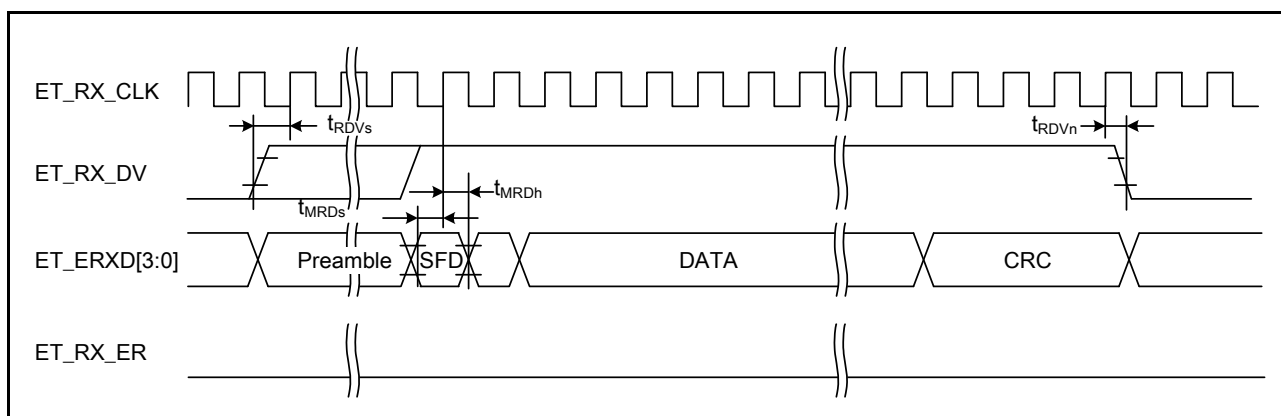 ET_RX_CLK
tRDVs
tRDVn
ET_RX_DV
tMRDs
tMRDh
ET_ERXD[3:0]
Preamble
SFD
DATA
CRC
ET_RX_ER